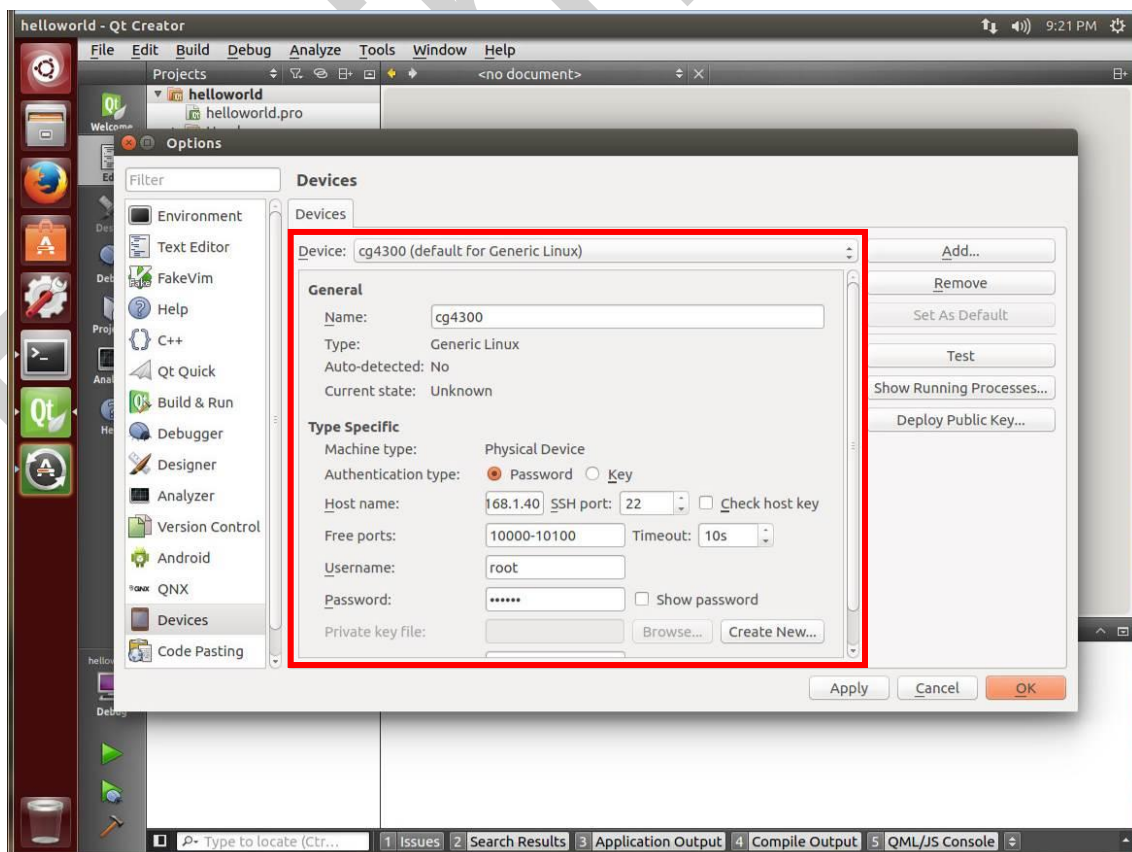 helloworld - Qt Creator
9:21 PM
File Edit Build Debug Analyze Tools Window Help
Projects
<no document>
helloworld
helloworld.pro
Welcome
Options
Filter
Devices
Environment
Text Editor
FakeVim
Help
C++
Qt Quick
Build & Run
Debugger
Designer
Analyzer
Version Control
Android
QNX
Devices
Code Pasting
Devices
Device: cg4300 (default for Generic Linux)
General
Name: cg4300
Type: Generic Linux
Auto-detected: No
Current state: Unknown
Type Specific
Machine type: Physical Device
Authentication type: Password Key
Host name: 168.1.40 SSH port: 22 Check host key
Free ports: 10000-10100 Timeout: 10s
Username: root
Password: •••••• Show password
Private key file: Browse... Create New...
Add...
Remove
Set As Default
Test
Show Running Processes...
Deploy Public Key...
Apply Cancel OK
Debug
Type to locate (Ctr...
1 Issues 2 Search Results 3 Application Output 4 Compile Output 5 QML/JS Console